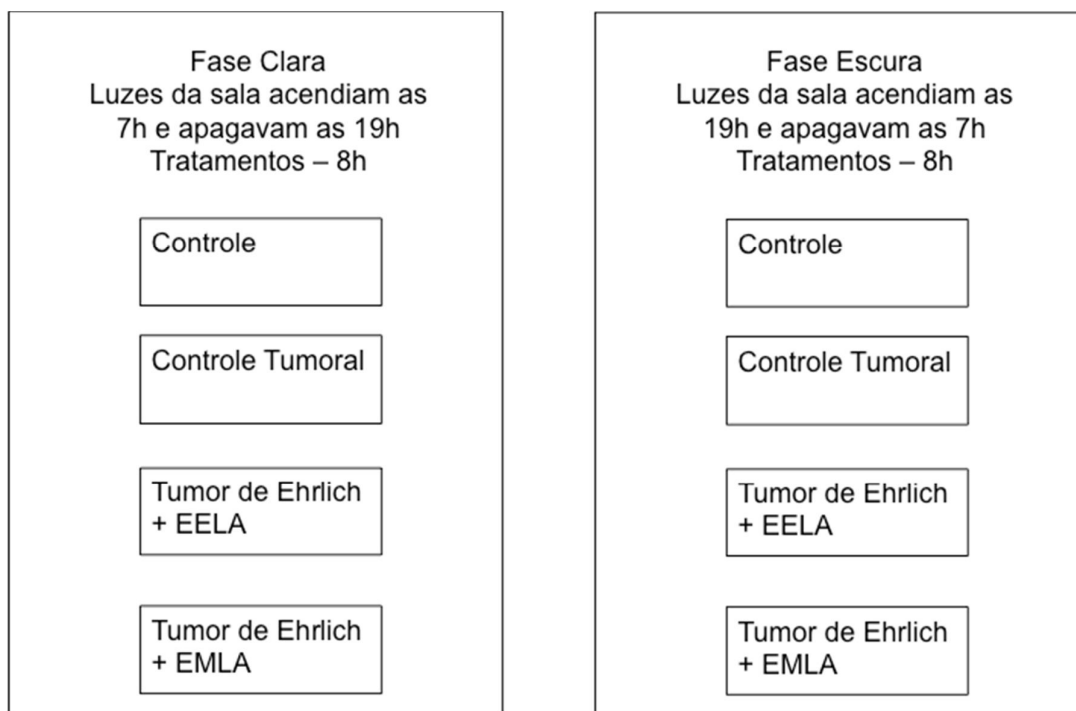 Fase Clara
Luzes da sala acendiam as
7h e apagavam as 19h
Tratamentos – 8h
Controle
Controle Tumoral
Tumor de Ehrlich
+ EELA
Tumor de Ehrlich
+ EMLA
Fase Escura
Luzes da sala acendiam as
19h e apagavam as 7h
Tratamentos – 8h
Controle
Controle Tumoral
Tumor de Ehrlich
+ EELA
Tumor de Ehrlich
+ EMLA